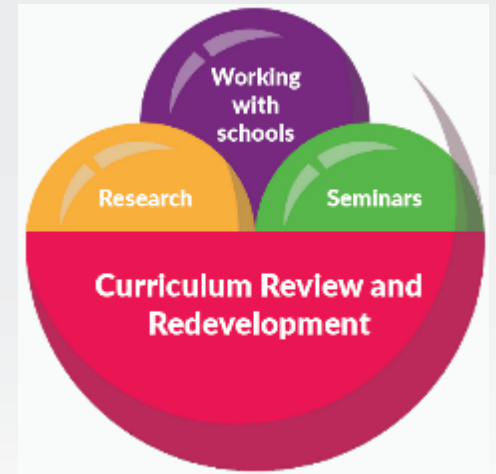 Working
with
schools
Research
Seminars
Curriculum Review and
Redevelopment